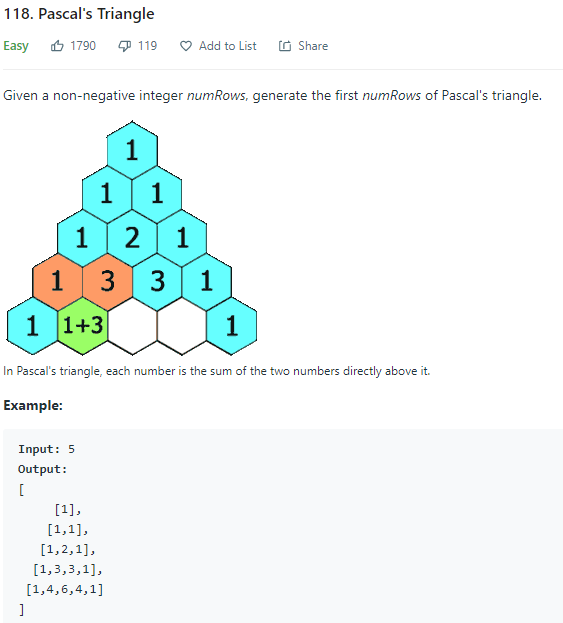 118. Pascal's Triangle
Easy 1790 119 Add to List Share
Given a non-negative integer numRows, generate the first numRows of Pascal's triangle.
1
1 1
1 2 1
1 3 3 1
1 1+3 1
In Pascal's triangle, each number is the sum of the two numbers directly above it.
Example:
Input: 5
Output:
[
[1],
[1,1],
[1,2,1],
[1,3,3,1],
[1,4,6,4,1]
]